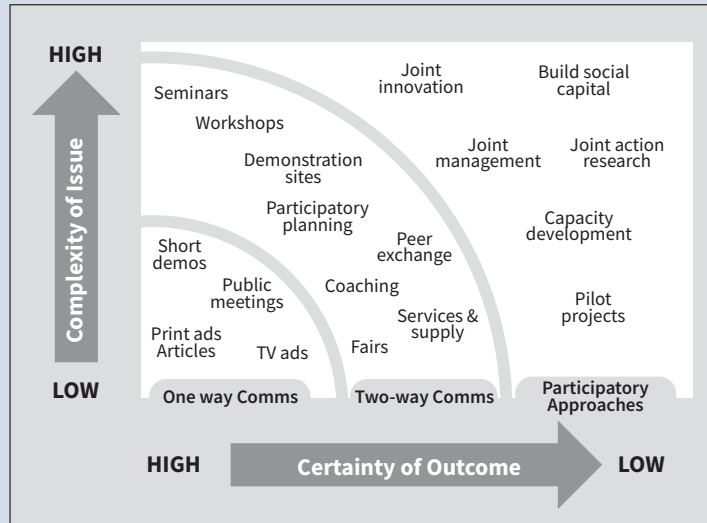 HIGH
Complexity of Issue
LOW
Seminars
Workshops
Demonstration
sites
Participatory
planning
Peer
exchange
Coaching
Services &
supply
Fairs
Short
demos
Public
meetings
Print ads
Articles
TV ads
Joint
innovation
Build social
capital
Joint
management
Joint action
research
Capacity
development
Pilot
projects
One way Comms
Two-way Comms
Participatory
Approaches
HIGH
Certainty of Outcome
LOW